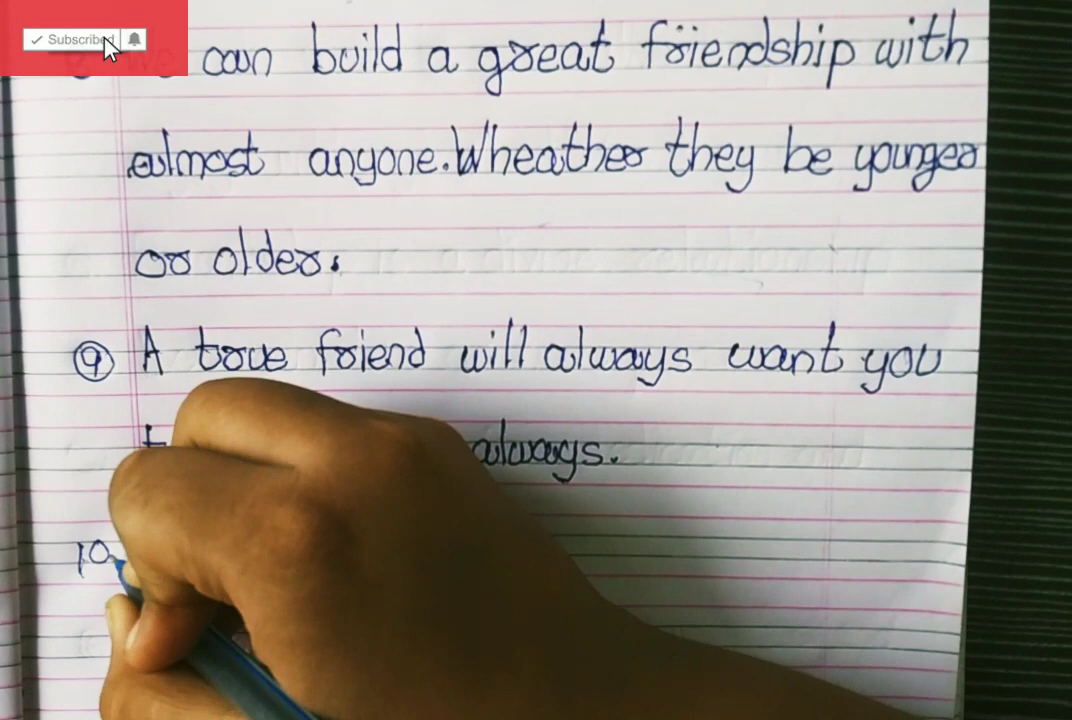 Subscribed
can build a great friendship with
almost anyone. Wheather they be younger
or older.
9 A true friend will always want you
always.
10